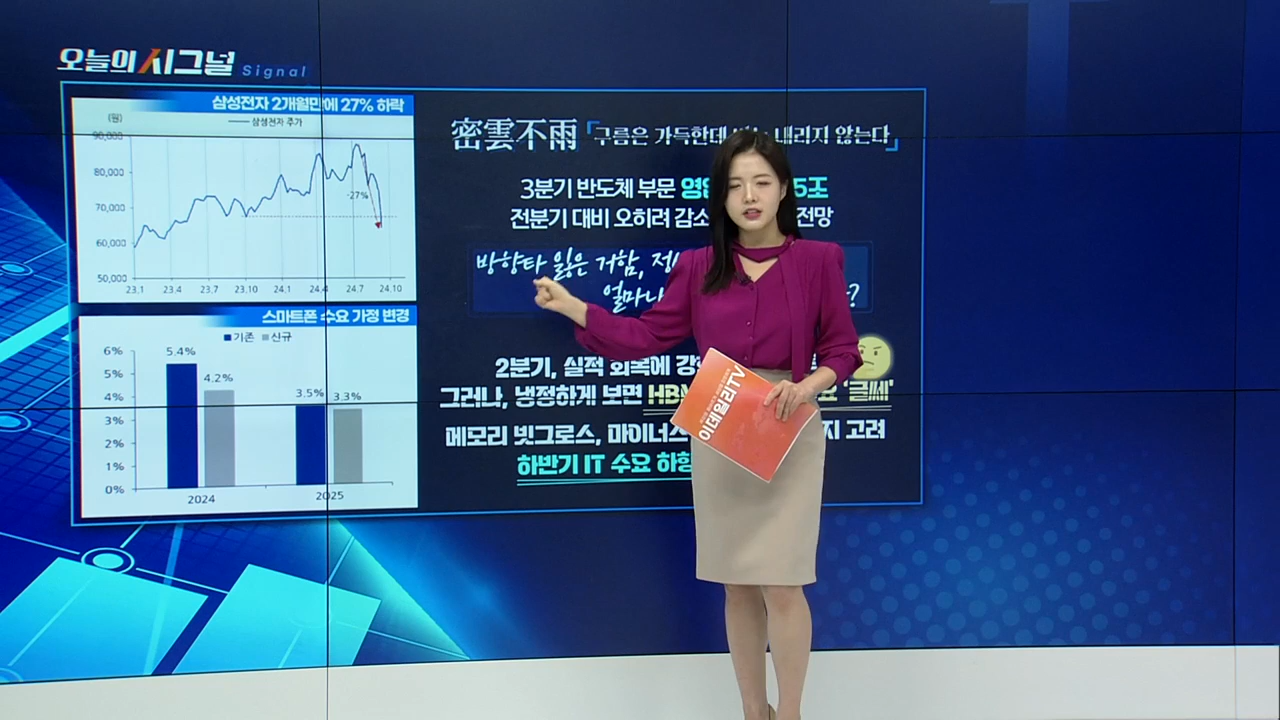 오늘의 시그널 Signal
삼성전자 2개월만에 27% 하락
(원)
삼성전자 주가
90,000
80,000
70,000
60,000
50,000
-27%
23.1 23.4 23.7 23.10 24.1 24.4 24.7 24.10
스마트폰 수요 가정 변경
기존 신규
6%
5%
4%
3%
2%
1%
0%
5.4%
4.2%
3.5%
3.3%
2024
2025
密雲不雨 「구름은 가득한데 내리지 않는다」
3분기 반도체 부문 5조
전분기 대비 오히려 감소 전망
방향타 잃은 거함,
얼마나 ?
2분기, 실적 회복에
그러나, 냉정하게 보면 '글쎄'
메모리 빗그로스, 마이너스 고려
하반기 IT 수요
이데일리TV